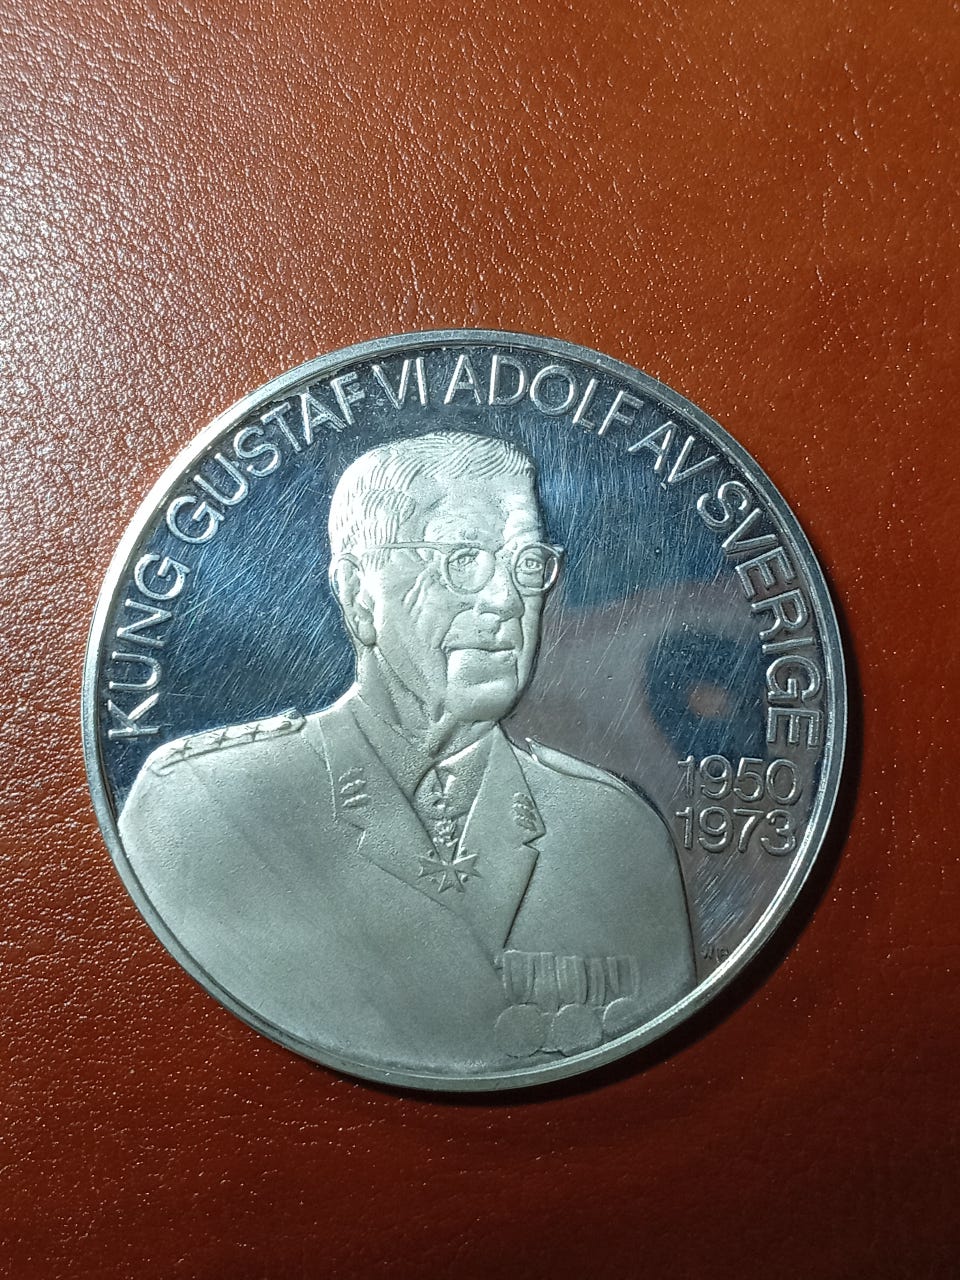 KUNG GUSTAF VI ADOLF AV SVERIGE
1950
1973